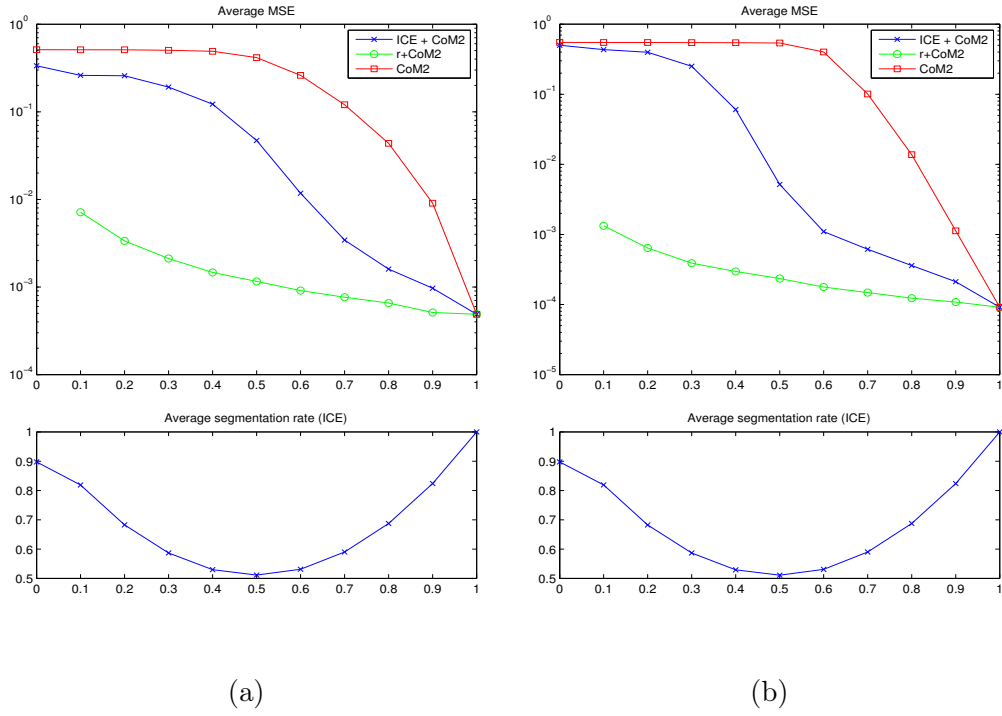 Average MSE
10^0
10^−1
10^−2
10^−3
10^−4
0 0.1 0.2 0.3 0.4 0.5 0.6 0.7 0.8 0.9 1
ICE + CoM2
r+CoM2
CoM2
Average segmentation rate (ICE)
1
0.9
0.8
0.7
0.6
0.5
0 0.1 0.2 0.3 0.4 0.5 0.6 0.7 0.8 0.9 1
(a)
Average MSE
10^0
10^−1
10^−2
10^−3
10^−4
10^−5
0 0.1 0.2 0.3 0.4 0.5 0.6 0.7 0.8 0.9 1
ICE + CoM2
r+CoM2
CoM2
Average segmentation rate (ICE)
1
0.9
0.8
0.7
0.6
0.5
0 0.1 0.2 0.3 0.4 0.5 0.6 0.7 0.8 0.9 1
(b)